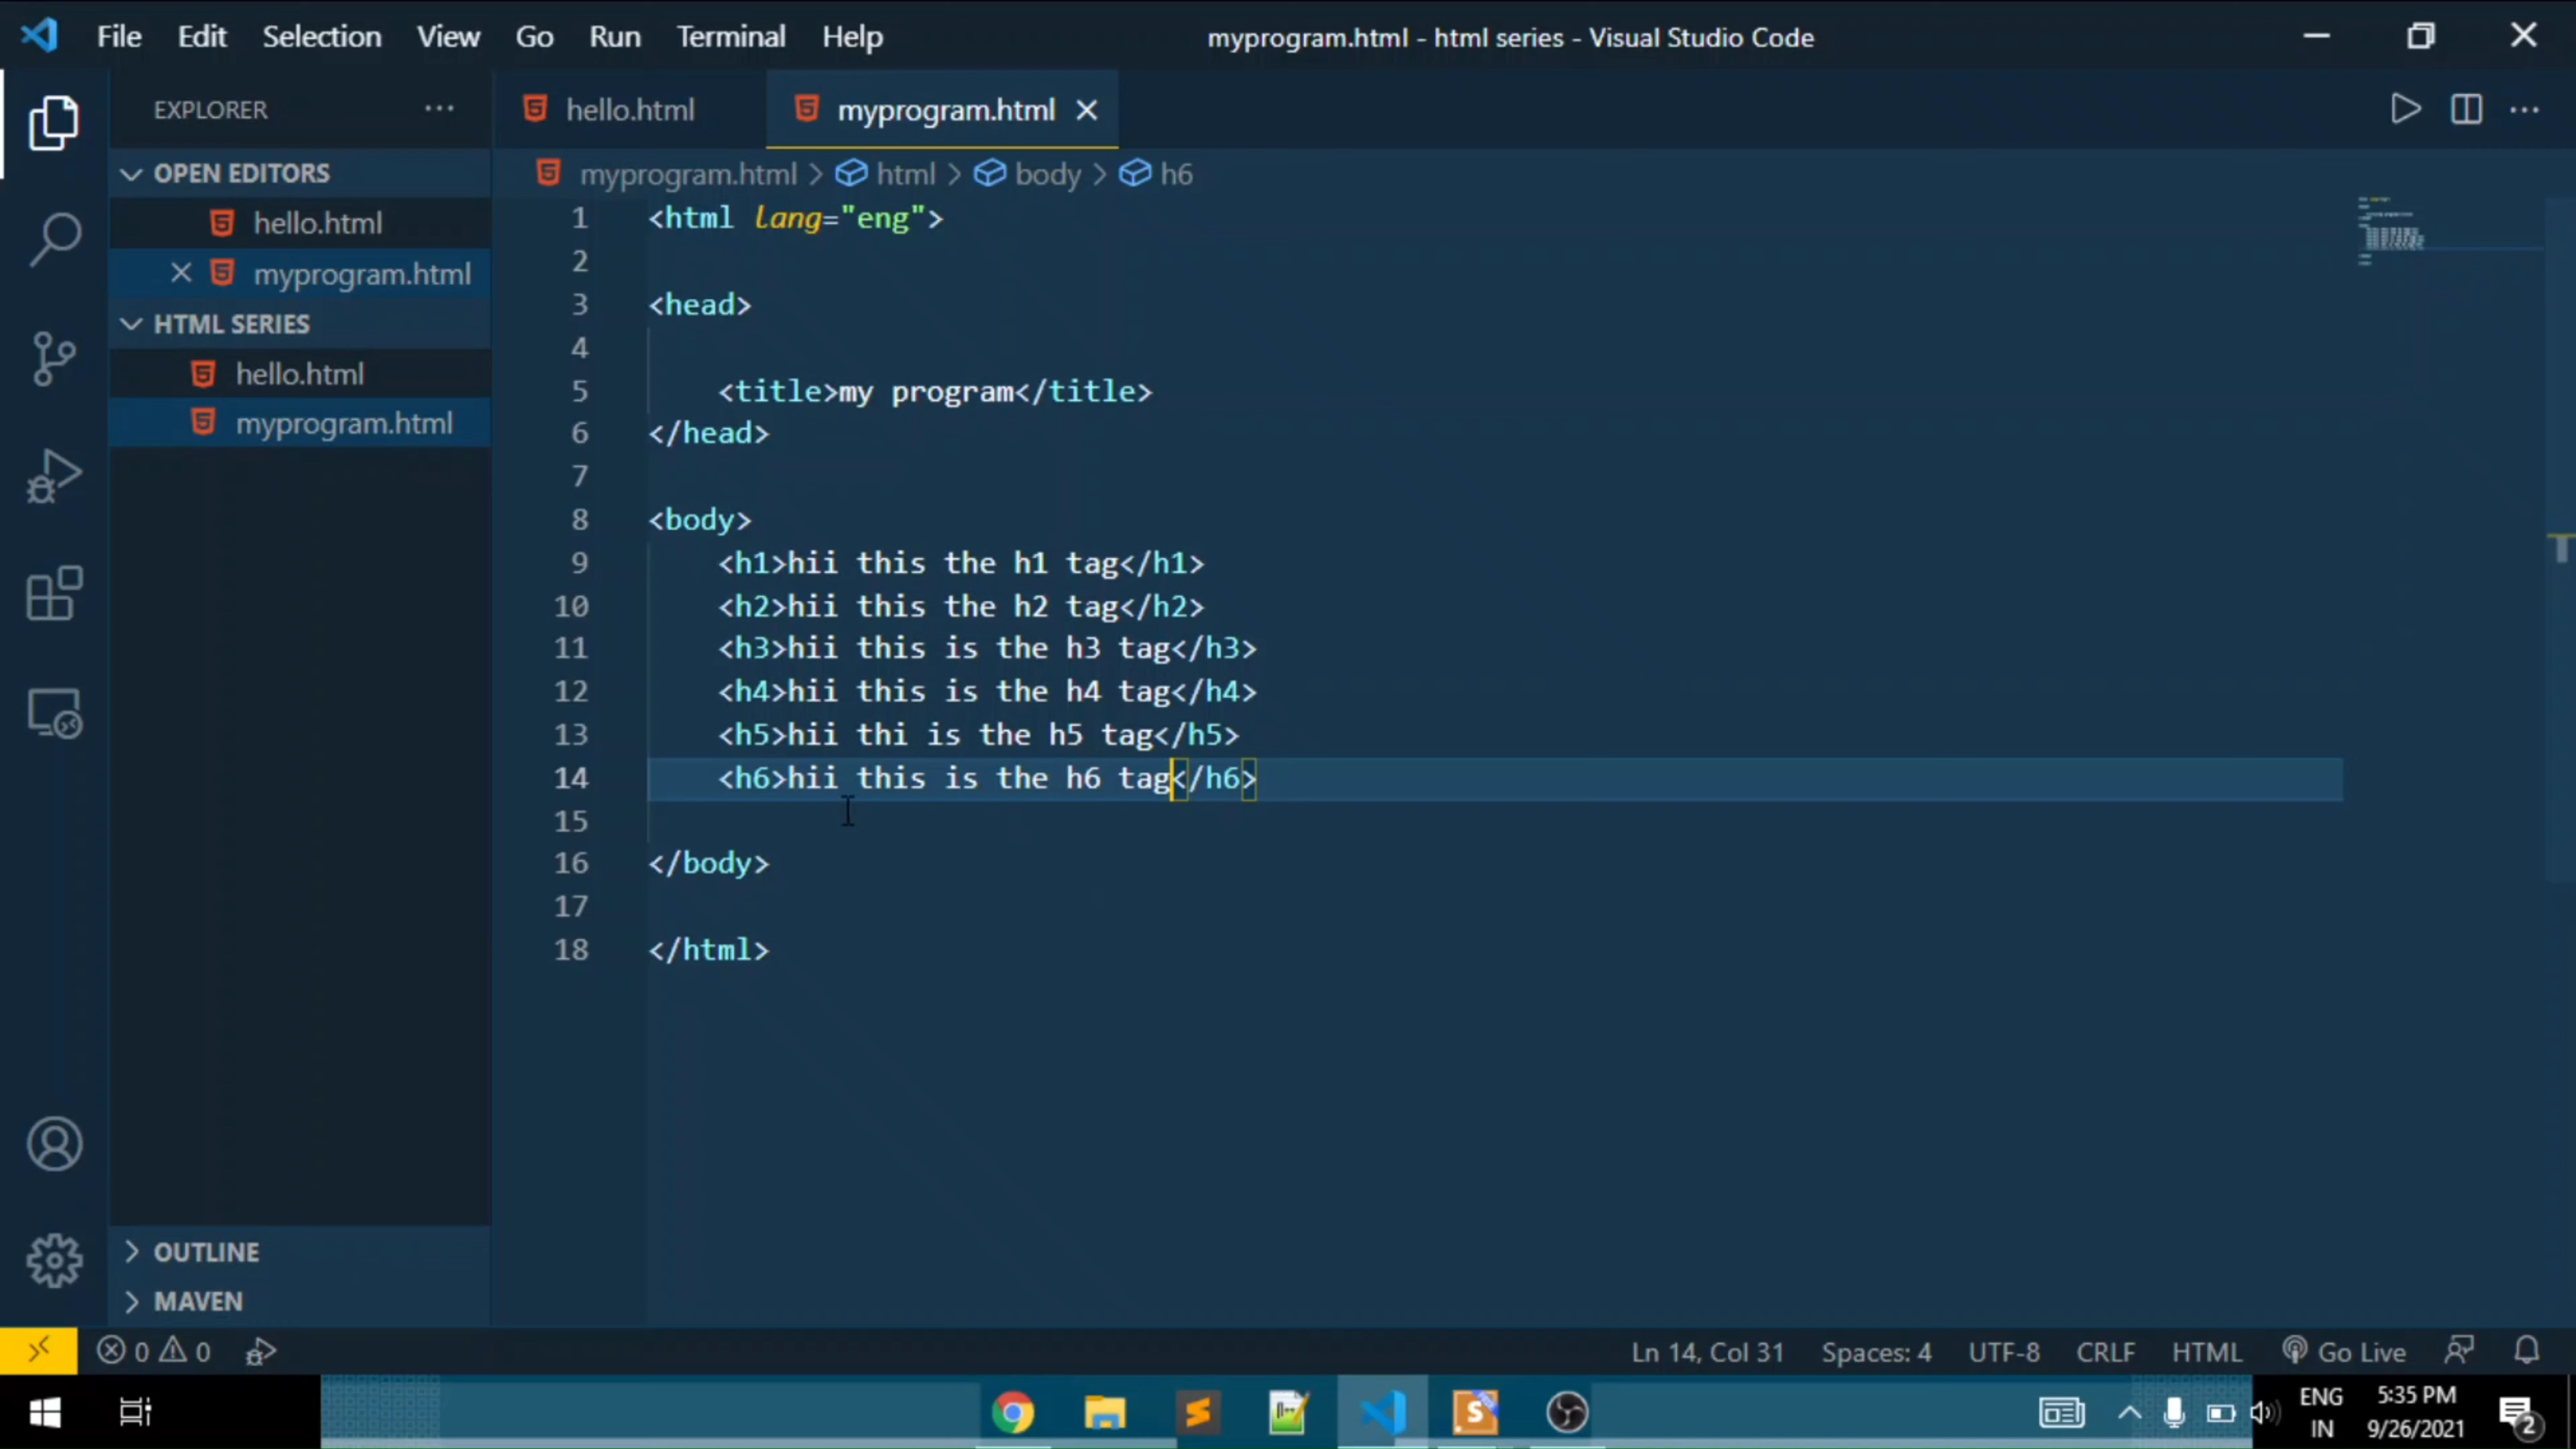 File Edit Selection View Go Run Terminal Help myprogram.html - html series - Visual Studio Code
EXPLORER
OPEN EDITORS
hello.html
myprogram.html
HTML SERIES
hello.html
myprogram.html
OUTLINE
MAVEN
hello.html myprogram.html
myprogram.html > html > body > h6
1 <html lang="eng">
2
3 <head>
4
5 <title>my program</title>
6 </head>
7
8 <body>
9 <h1>hii this the h1 tag</h1>
10 <h2>hii this the h2 tag</h2>
11 <h3>hii this is the h3 tag</h3>
12 <h4>hii this is the h4 tag</h4>
13 <h5>hii thi is the h5 tag</h5>
14 <h6>hii this is the h6 tag</h6>
15
16 </body>
17
18 </html>
0 0 Ln 14, Col 31 Spaces: 4 UTF-8 CRLF HTML Go Live
ENG 5:35 PM
IN 9/26/2021 2